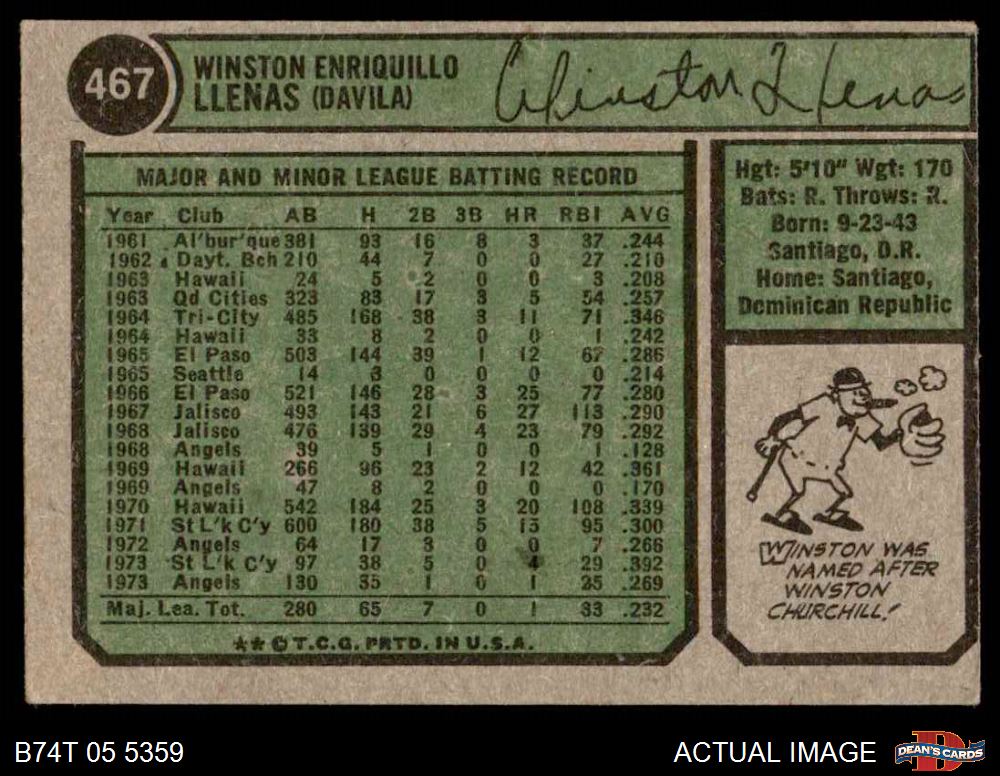 467
WINSTON ENRIQUILLO
LLENAS (DAVILA)
Winston Llenas
MAJOR AND MINOR LEAGUE BATTING RECORD
Year Club AB H 2B 3B HR RBI AVG
1961 Al'bur'que 381 93 16 8 3 37 .244
1962 Dayt. Bch 210 44 7 0 0 27 .210
1963 Hawaii 24 5 2 0 0 3 .208
1963 Qd Cities 323 83 17 3 5 54 .257
1964 Tri-City 485 168 38 3 11 71 .346
1964 Hawaii 33 8 2 0 0 1 .242
1965 El Paso 503 144 39 1 12 67 .286
1965 Seattle 14 3 0 0 0 0 .214
1966 El Paso 521 146 28 3 25 77 .280
1967 Jalisco 493 143 21 6 27 113 .290
1968 Jalisco 476 139 29 4 23 79 .292
1968 Angels 39 5 1 0 0 1 .128
1969 Hawaii 266 96 23 2 12 42 .361
1969 Angels 47 8 2 0 0 0 .170
1970 Hawaii 542 184 25 3 20 108 .339
1971 St L'k C'y 600 180 38 5 15 95 .300
1972 Angels 64 17 3 0 0 7 .266
1973 St L'k C'y 97 38 5 0 4 29 .392
1973 Angels 130 35 1 0 1 25 .269
Maj. Lea. Tot. 280 65 7 0 1 33 .232
★★ © T.C.G. PRTD. IN U.S.A.
Hgt: 5'10" Wgt: 170
Bats: R. Throws: R.
Born: 9-23-43
Santiago, D.R.
Home: Santiago,
Dominican Republic
WINSTON WAS
NAMED AFTER
WINSTON
CHURCHILL!
B74T 05 5359
ACTUAL IMAGE
D
DEAN'S CARDS